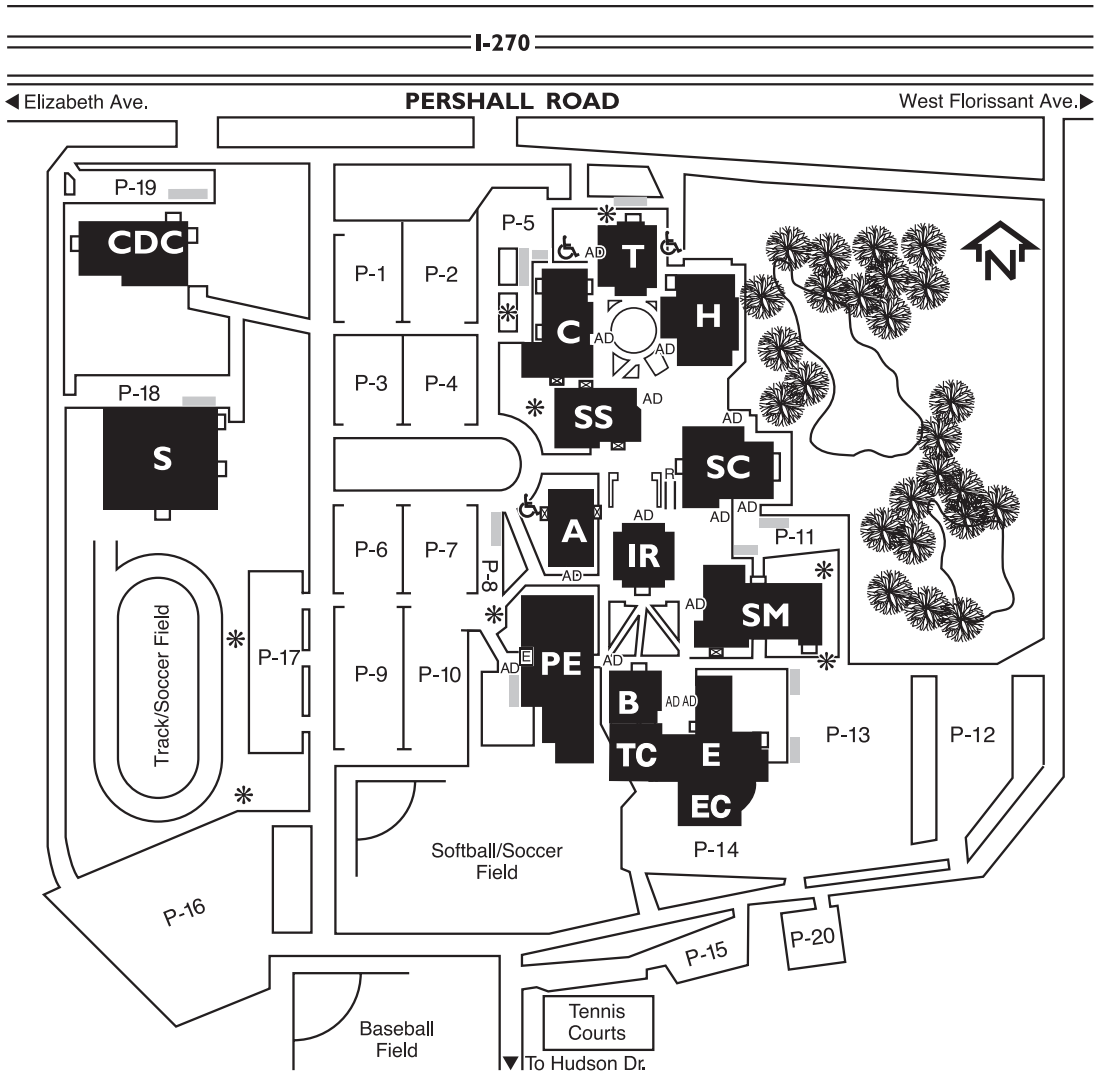 I-270
Elizabeth Ave.
PERSHALL ROAD
West Florissant Ave.
P-19
P-5
CDC
AD
T
N
P-1
P-2
H
C
AD
AD
P-3
P-4
P-18
AD
SS
AD
S
SC
R
AD
AD
AD
A
P-11
IR
P-6
P-7
P-8
AD
AD
SM
Track/Soccer Field
P-17
P-9
P-10
AD
E
PE
AD
B
AD AD
P-13
P-12
TC
E
EC
Softball/Soccer
Field
P-14
P-16
P-15
P-20
Tennis
Courts
Baseball
Field
To Hudson Dr.